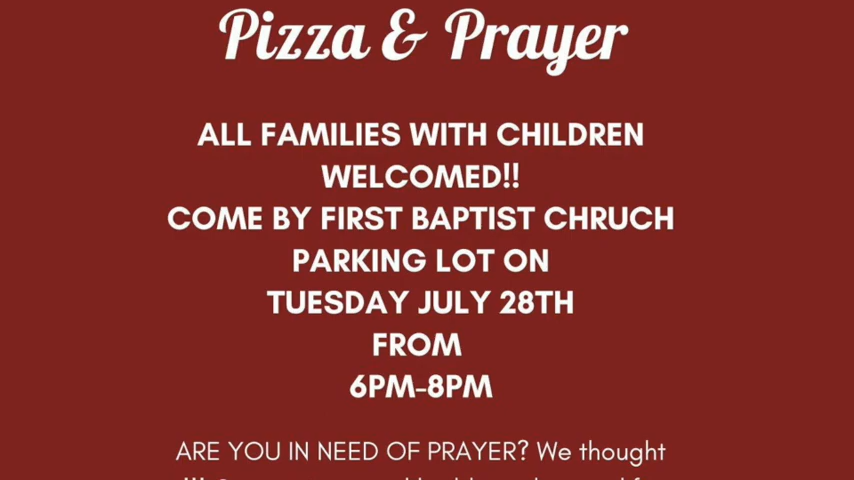 Pizza & Prayer
ALL FAMILIES WITH CHILDREN
WELCOMED!!
COME BY FIRST BAPTIST CHRUCH
PARKING LOT ON
TUESDAY JULY 28TH
FROM
6PM-8PM
ARE YOU IN NEED OF PRAYER? We thought